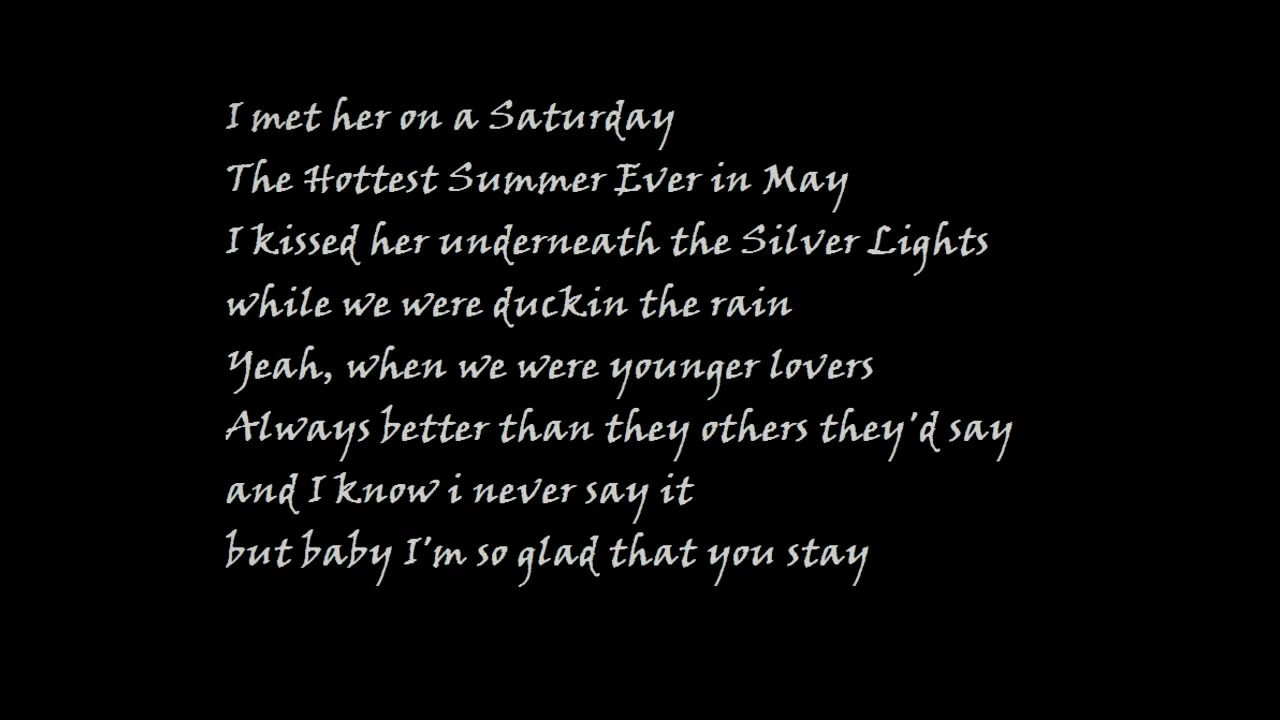 I met her on a Saturday
The Hottest Summer Ever in May
I kissed her underneath the Silver Lights
while we were duckin the rain
Yeah, when we were younger lovers
Always better than they others they'd say
and I know i never say it
but baby I'm so glad that you stay